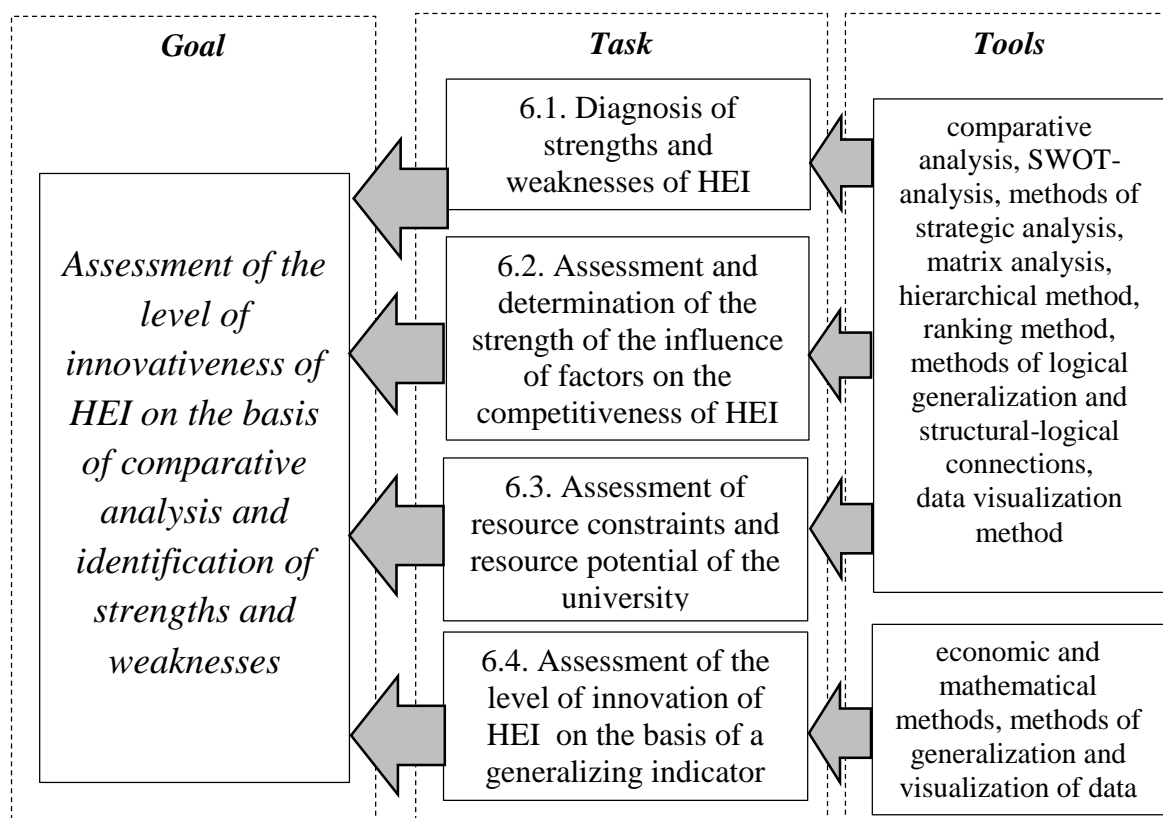 Goal
Assessment of the
level of
innovativeness of
HEI on the basis
of comparative
analysis and
identification of
strengths and
weaknesses
Task
6.1. Diagnosis of
strengths and
weaknesses of HEI
6.2. Assessment and
determination of the
strength of the influence
of factors on the
competitiveness of HEI
6.3. Assessment of
resource constraints and
resource potential of the
university
6.4. Assessment of the
level of innovation of
HEI on the basis of a
generalizing indicator
Tools
comparative
analysis, SWOT-
analysis, methods of
strategic analysis,
matrix analysis,
hierarchical method,
ranking method,
methods of logical
generalization and
structural-logical
connections,
data visualization
method
economic and
mathematical
methods, methods of
generalization and
visualization of data